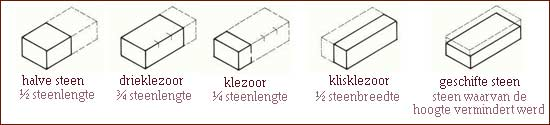 halve steen
½ steenlengte
drieklezoor
¾ steenlengte
klezoor
¼ steenlengte
klisklezoor
½ steenbreedte
geschifte steen
steen waarvan de
hoogte vermindert werd